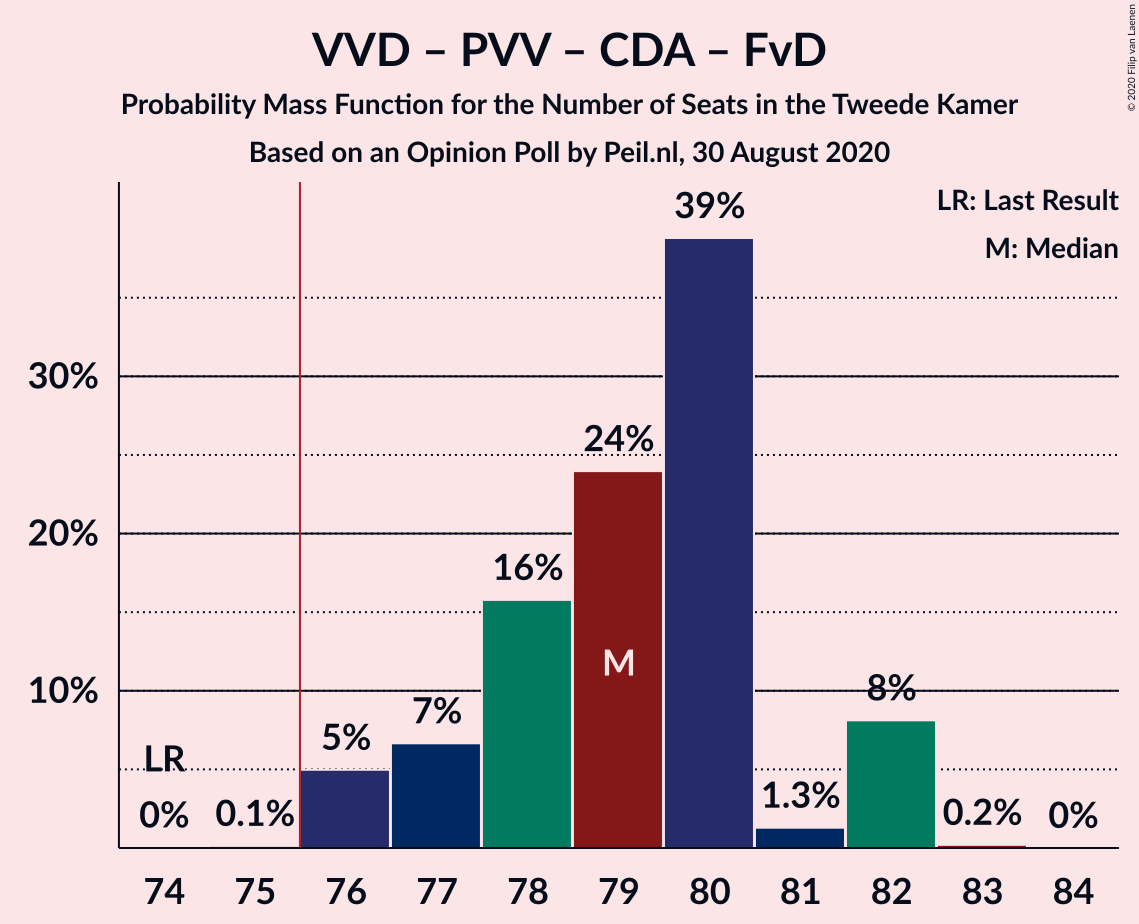 VVD – PVV – CDA – FvD
Probability Mass Function for the Number of Seats in the Tweede Kamer
Based on an Opinion Poll by Peil.nl, 30 August 2020
© 2020 Filip van Laenen
LR: Last Result
M: Median
39%
30%
24%
20%
16%
M
10%
8%
7%
5%
LR
1.3%
0%
0.1%
0.2%
0%
74 75 76 77 78 79 80 81 82 83 84